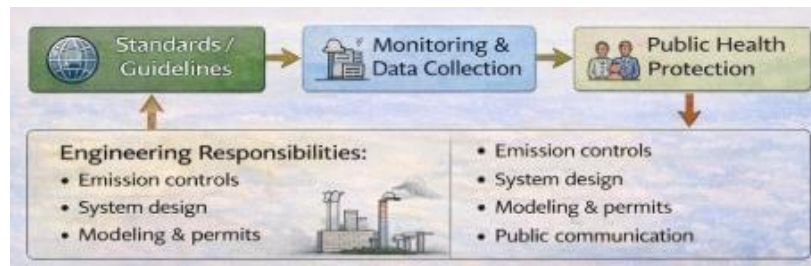 Standards /
Guidelines
Monitoring &
Data Collection
Public Health
Protection
Engineering Responsibilities:
• Emission controls
• System design
• Modeling & permits
• Emission controls
• System design
• Modeling & permits
• Public communication